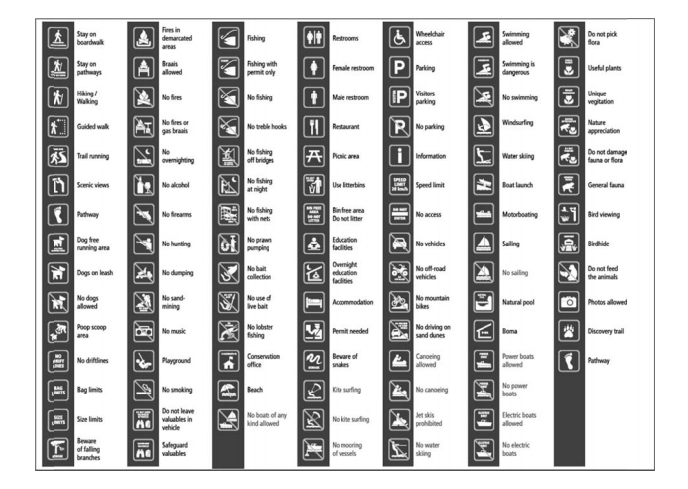 Stay on
boardwalk
Stay on
pathways
Hiking /
Walking
Guided walk
Trail running
Scenic views
Pathway
Dog free
running area
Dogs on leash
No dogs
allowed
Poop scoop
area
No driftlines
Bag limits
Size limits
Beware
of falling
branches
Fires in
demarcated
areas
Braais
allowed
No fires
No fires or
gas braais
No
overnighting
No alcohol
No firearms
No hunting
No dumping
No sand-
mining
No music
Playground
No smoking
Do not leave
valuables in
vehicle
Safeguard
valuables
Fishing
Fishing with
permit only
No fishing
No treble hooks
No fishing
off bridges
No fishing
at night
No fishing
with nets
No prawn
pumping
No bait
collection
No use of
live bait
No lobster
fishing
Conservation
office
Beach
No boats of any
kind allowed
Restrooms
Female restroom
Male restroom
Restaurant
Picnic area
Use litterbins
BIN FREE
AREA
DO NOT
LITTER
Bin free area
Do not litter
Education
facilities
Overnight
education
facilities
Accommodation
Permit needed
Beware of
snakes
Kite surfing
No kite surfing
No mooring
of vessels
Wheelchair
access
P
Parking
P
Visitors
parking
No parking
i
Information
SPEED
LIMIT
Speed limit
No access
No vehicles
No off-road
vehicles
No mountain
bikes
No driving on
sand dunes
Canoeing
allowed
No canoeing
Jet skis
prohibited
No water
skiing
Swimming
allowed
Swimming is
dangerous
No swimming
Windsurfing
Water skiing
Boat launch
Motorboating
Sailing
No sailing
Natural pool
Boma
Power boats
allowed
No power
boats
Electric boats
allowed
No electric
boats
Do not pick
flora
Useful plants
Unique
vegitation
Nature
appreciation
Do not damage
fauna or flora
General fauna
Bird viewing
Birdhide
Do not feed
the animals
Photos allowed
Discovery trail
Pathway